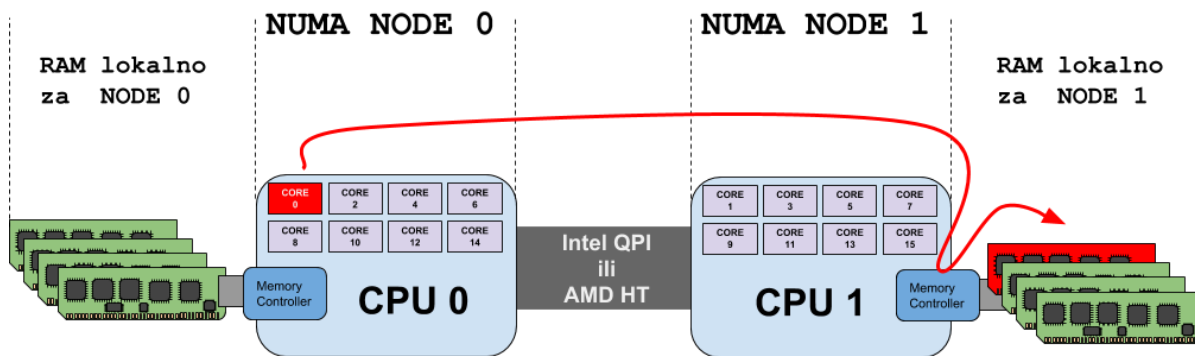 NUMA NODE 0
NUMA NODE 1
RAM lokalno
za NODE 0
RAM lokalno
za NODE 1
CORE
0
CORE
2
CORE
4
CORE
6
CORE
8
CORE
10
CORE
12
CORE
14
CORE
1
CORE
3
CORE
5
CORE
7
CORE
9
CORE
11
CORE
13
CORE
15
Intel QPI
ili
AMD HT
Memory
Controller
CPU 0
CPU 1
Memory
Controller